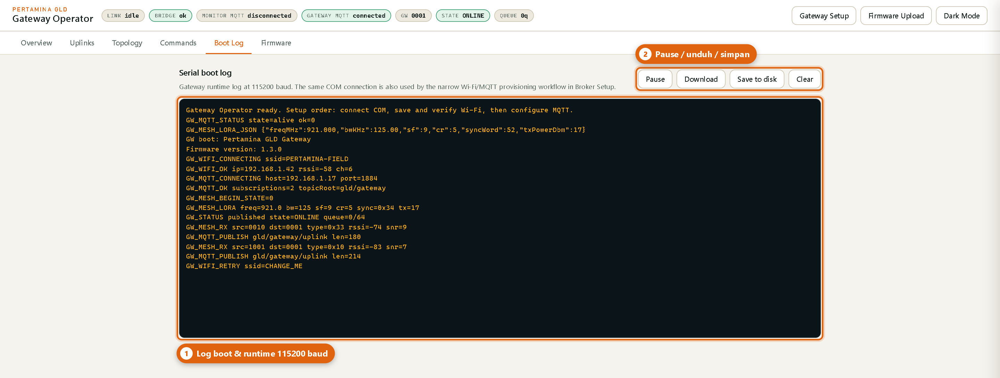 PERTAMINA GLD
Gateway Operator
LINK idle
BRIDGE ok
MONITOR MQTT disconnected
GATEWAY MQTT connected
GW 0001
STATE ONLINE
QUEUE 0q
Gateway Setup
Firmware Upload
Dark Mode
Overview
Uplinks
Topology
Commands
Boot Log
Firmware
2 Pause / unduh / simpan
Serial boot log
Gateway runtime log at 115200 baud. The same COM connection is also used by the narrow Wi-Fi/MQTT provisioning workflow in Broker Setup.
Pause
Download
Save to disk
Clear
Gateway Operator ready. Setup order: connect COM, save and verify Wi-Fi, then configure MQTT.
GW_MQTT_STATUS state=alive ok=0
GW_MESH_LORA_JSON {"freqMHz":921.000,"bwKHz":125.00,"sf":9,"cr":5,"syncWord":52,"txPowerDbm":17}
GW boot: Pertamina GLD Gateway
Firmware version: 1.3.0
GW_WIFI_CONNECTING ssid=PERTAMINA-FIELD
GW_WIFI_OK ip=192.168.1.42 rssi=-58 ch=6
GW_MQTT_CONNECTING host=192.168.1.17 port=1884
GW_MQTT_OK subscriptions=2 topicRoot=gld/gateway
GW_MESH_BEGIN_STATE=0
GW_MESH_LORA freq=921.0 bw=125 sf=9 cr=5 sync=0x34 tx=17
GW_STATUS published state=ONLINE queue=0/64
GW_MESH_RX src=0010 dst=0001 type=0x33 rssi=-74 snr=9
GW_MQTT_PUBLISH gld/gateway/uplink len=180
GW_MESH_RX src=1001 dst=0001 type=0x10 rssi=-83 snr=7
GW_MQTT_PUBLISH gld/gateway/uplink len=214
GW_WIFI_RETRY ssid=CHANGE_ME
1 Log boot & runtime 115200 baud